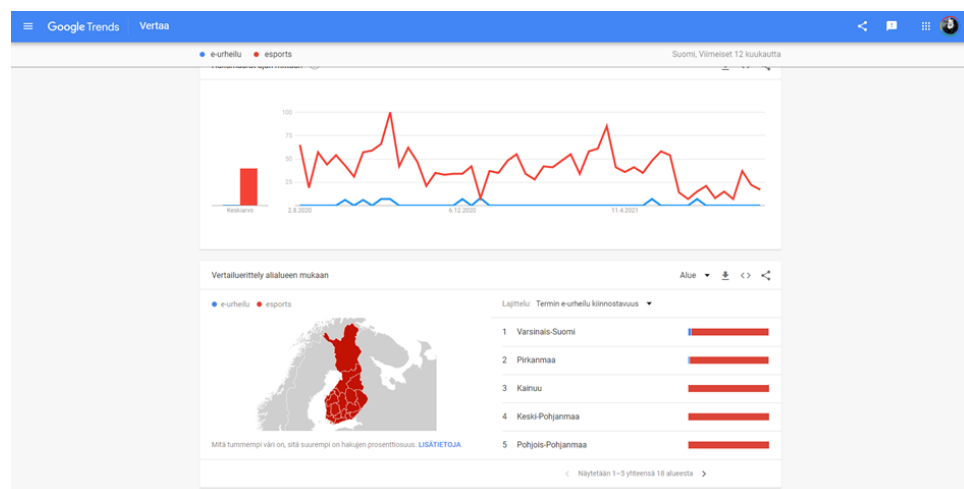 Google Trends Vertaa
e-urheilu esports Suomi, Viimeiset 12 kuukautta
100
75
50
25
Keskiarvo 2.8.2020 6.12.2020 11.4.2021
Vertailuerittely alialueen mukaan Alue
e-urheilu esports Lajittelu: Termin e-urheilu kiinnostavuus
1 Varsinais-Suomi
2 Pirkanmaa
3 Kainuu
4 Keski-Pohjanmaa
5 Pohjois-Pohjanmaa
Mitä tummempi väri on, sitä suurempi on hakujen prosenttiosuus. LISÄTIETOJA
Näytetään 1–5 yhteensä 18 alueesta